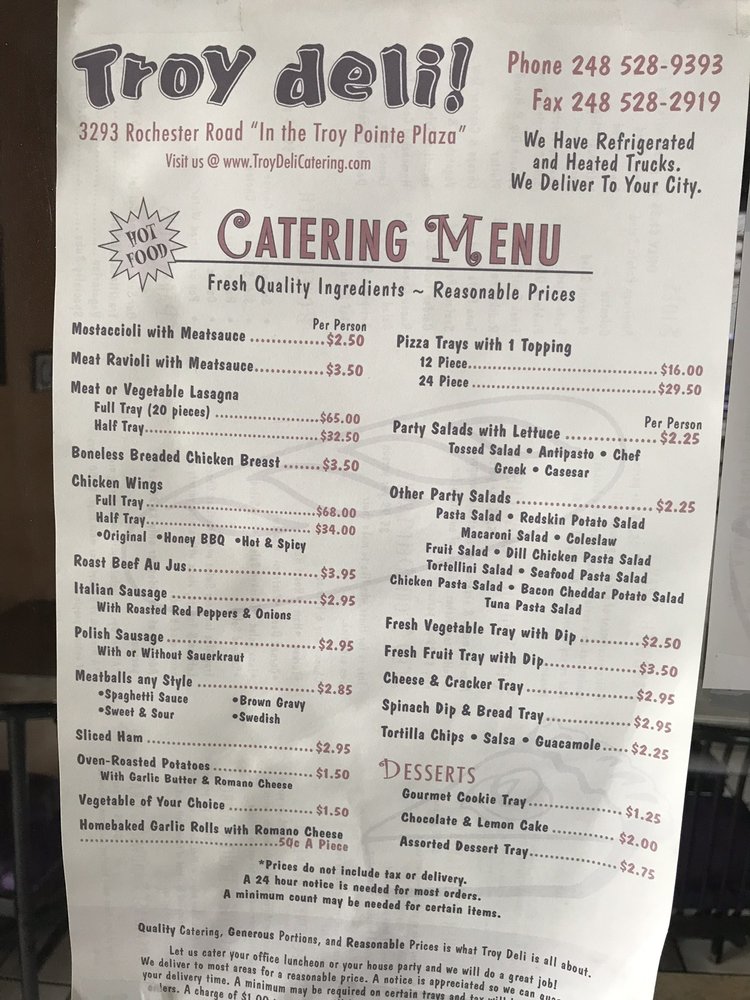 Troy deli!
3293 Rochester Road "In the Troy Pointe Plaza"
Visit us @ www.TroyDeliCatering.com
Phone 248 528-9393
Fax 248 528-2919
We Have Refrigerated
and Heated Trucks.
We Deliver To Your City.
HOT
FOOD
CATERING MENU
Fresh Quality Ingredients ~ Reasonable Prices
Per Person
Mostaccioli with Meatsauce .............$2.50
Meat Ravioli with Meatsauce.............$3.50
Meat or Vegetable Lasagna
Full Tray (20 pieces) ......................$65.00
Half Tray.....................................$32.50
Boneless Breaded Chicken Breast .......$3.50
Chicken Wings
Full Tray ....................................$68.00
Half Tray....................................$34.00
•Original •Honey BBQ •Hot & Spicy
Roast Beef Au Jus..........................$3.95
Italian Sausage .............................$2.95
With Roasted Red Peppers & Onions
Polish Sausage ..............................$2.95
With or Without Sauerkraut
Meatballs any Style ........................$2.85
•Spaghetti Sauce •Brown Gravy
•Sweet & Sour •Swedish
Sliced Ham ...................................$2.95
Oven-Roasted Potatoes ....................$1.50
With Garlic Butter & Romano Cheese
Vegetable of Your Choice .................$1.50
Homebaked Garlic Rolls with Romano Cheese
..........................................50¢ A Piece
Pizza Trays with 1 Topping
12 Piece.......................................$16.00
24 Piece ......................................$29.50
Per Person
Party Salads with Lettuce ..................$2.25
Tossed Salad • Antipasto • Chef
Greek • Casesar
Other Party Salads ..........................$2.25
Pasta Salad • Redskin Potato Salad
Macaroni Salad • Coleslaw
Fruit Salad • Dill Chicken Pasta Salad
Tortellini Salad • Seafood Pasta Salad
Chicken Pasta Salad • Bacon Cheddar Potato Salad
Tuna Pasta Salad
Fresh Vegetable Tray with Dip ............$2.50
Fresh Fruit Tray with Dip..................$3.50
Cheese & Cracker Tray......................$2.95
Spinach Dip & Bread Tray..................$2.95
Tortilla Chips • Salsa • Guacamole.....$2.25
DESSERTS
Gourmet Cookie Tray....................$1.25
Chocolate & Lemon Cake ..............$2.00
Assorted Dessert Tray..................$2.75
*Prices do not include tax or delivery.
A 24 hour notice is needed for most orders.
A minimum count may be needed for certain items.
Quality Catering, Generous Portions, and Reasonable Prices is what Troy Deli is all about.
Let us cater your office luncheon or your house party and we will do a great job!
We deliver to most areas for a reasonable price. A notice is appreciated so we can
your delivery time. A minimum may be required on certain trays and tax will
A charge of $1.00